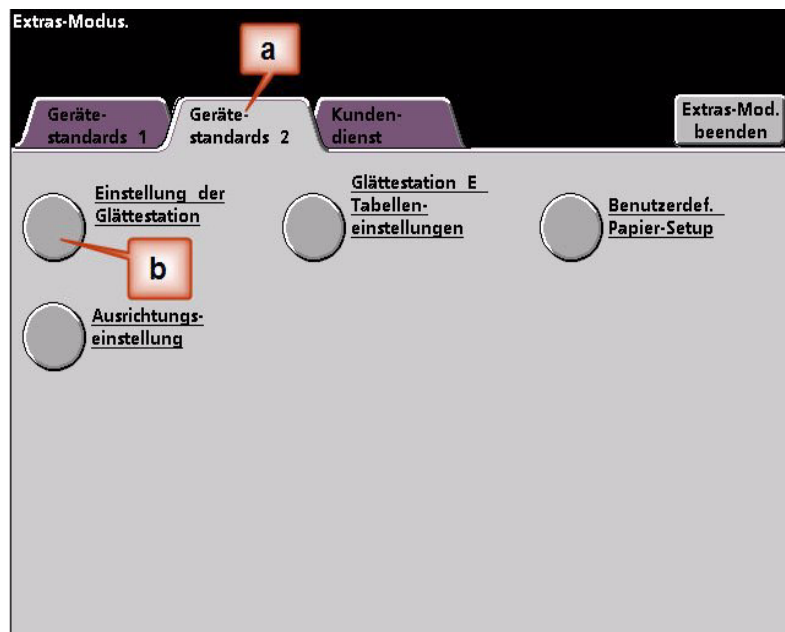 Extras-Modus.
a
Geräte-
standards 1
Geräte-
standards 2
Kunden-
dienst
Extras-Mod.
beenden
Einstellung der
Glättestation
Glättestation E
Tabellen-
einstellungen
Benutzerdef.
Papier-Setup
b
Ausrichtungs-
einstellung